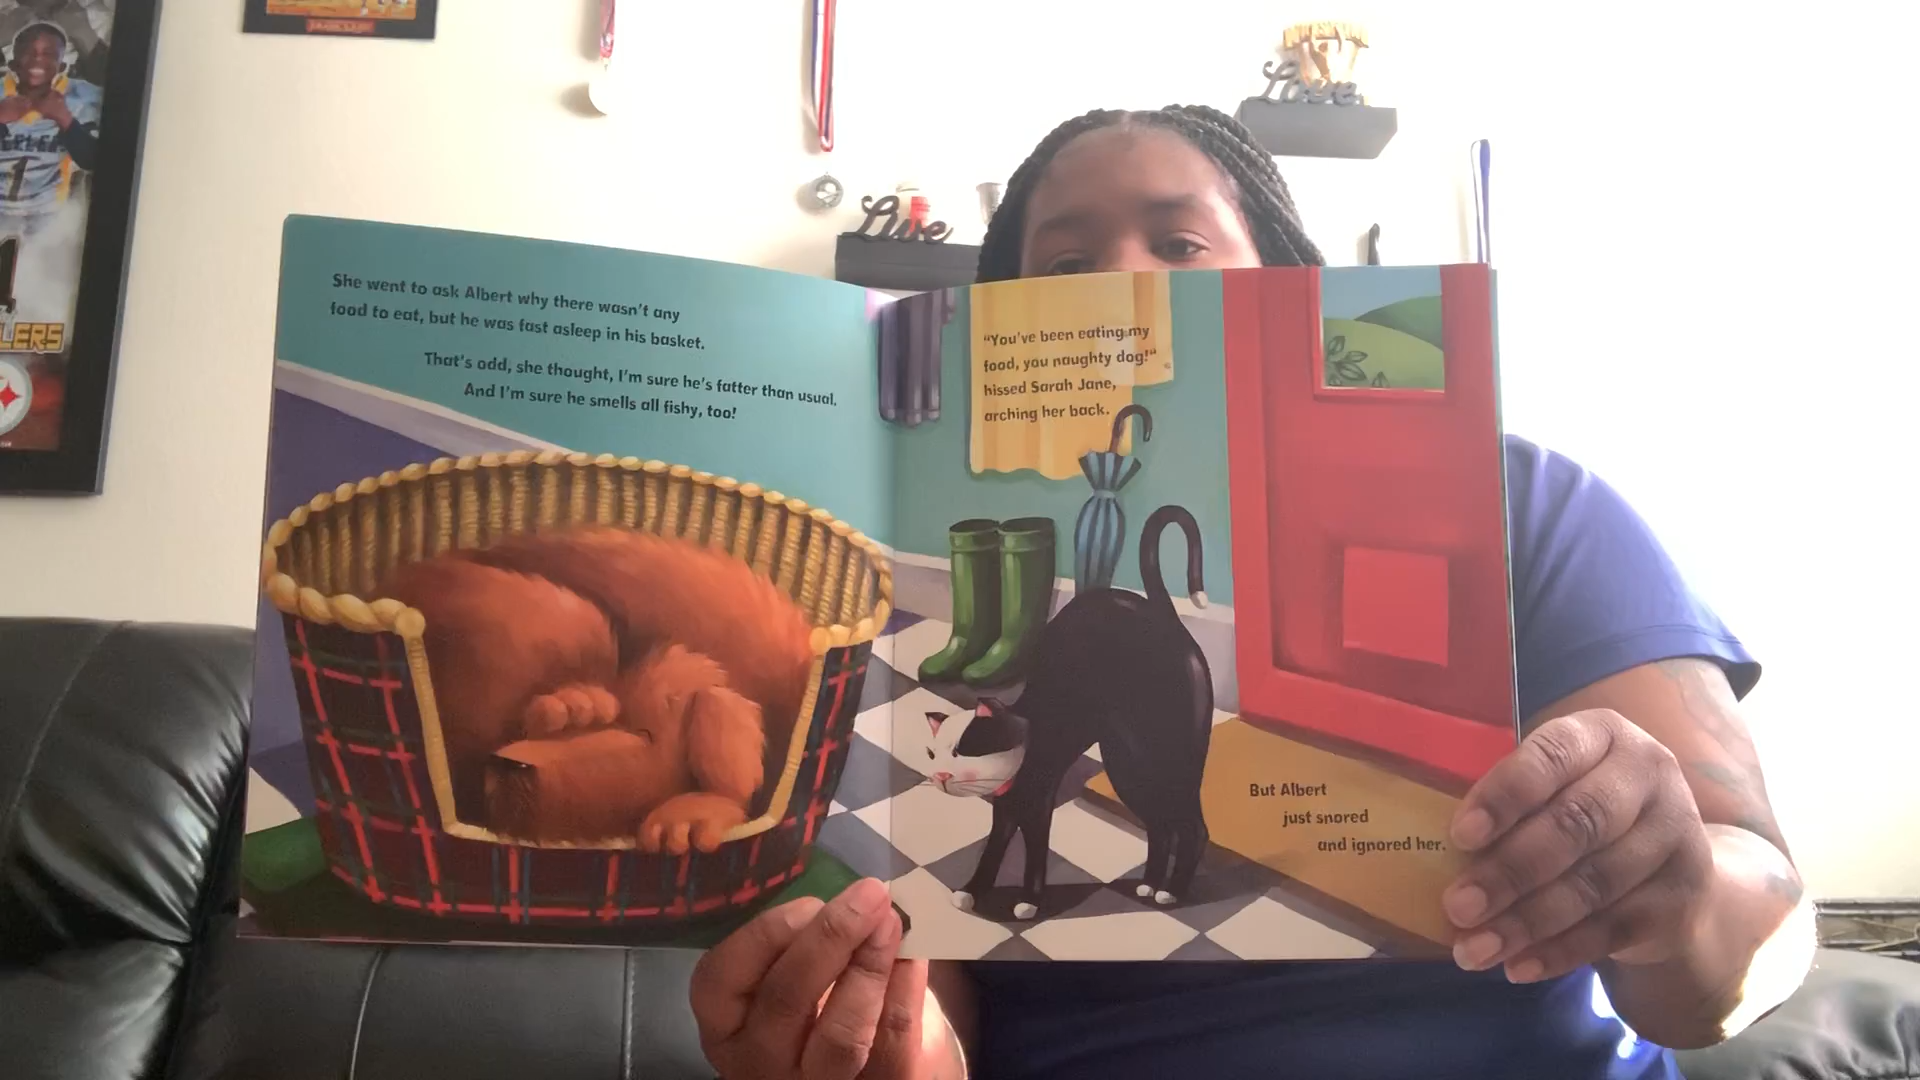 She went to ask Albert why there wasn't any
food to eat, but he was fast asleep in his basket.
That's odd, she thought, I'm sure he's fatter than usual.
And I'm sure he smells all fishy, too!
"You've been eating my
food, you naughty dog!"
hissed Sarah Jane,
arching her back.
But Albert
just snored
and ignored her.
Live
Love
1
LERS